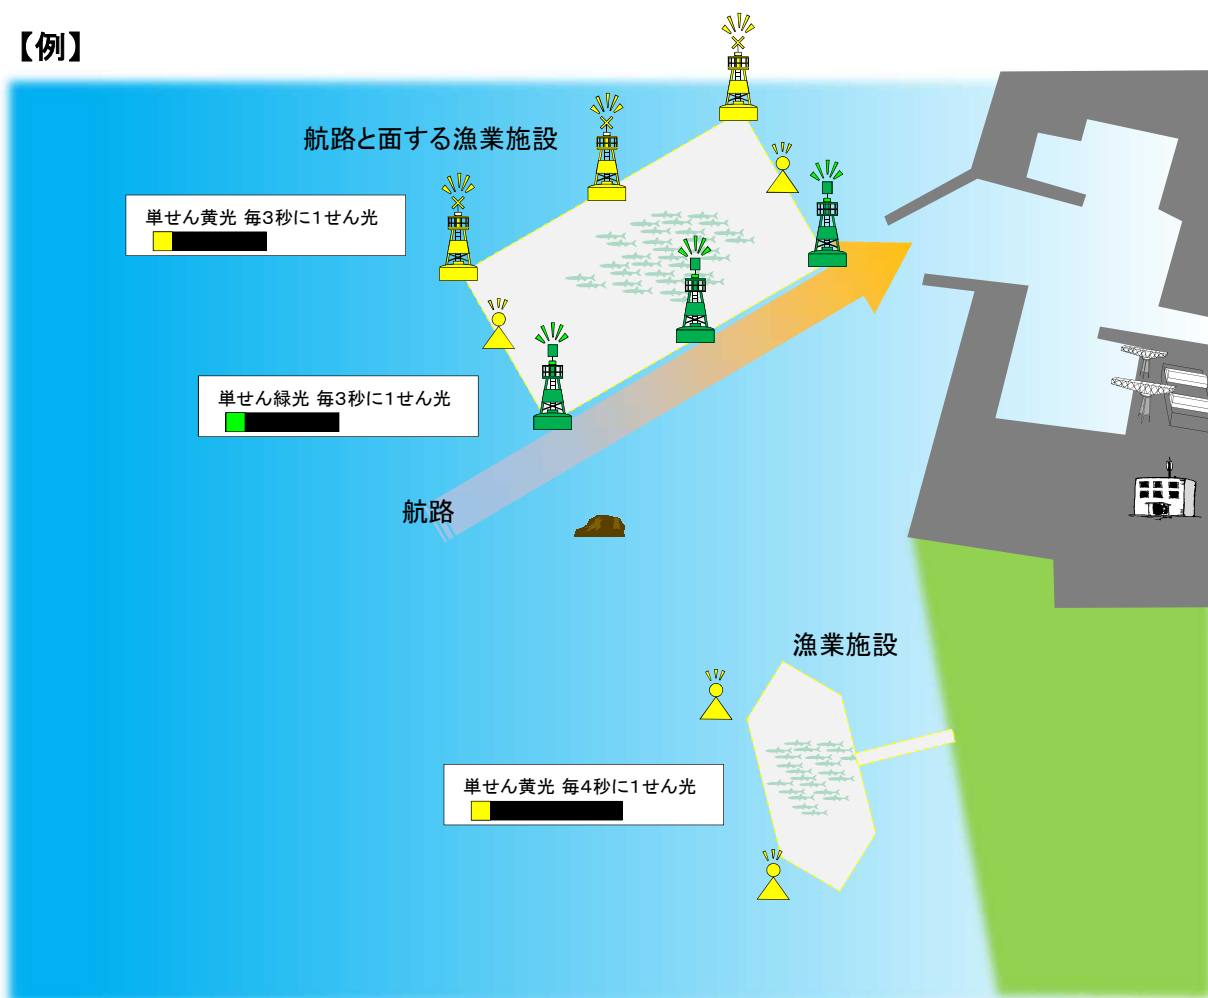 【例】
航路と面する漁業施設
単せん黄光 毎3秒に1せん光
単せん緑光 毎3秒に1せん光
航路
漁業施設
単せん黄光 毎4秒に1せん光